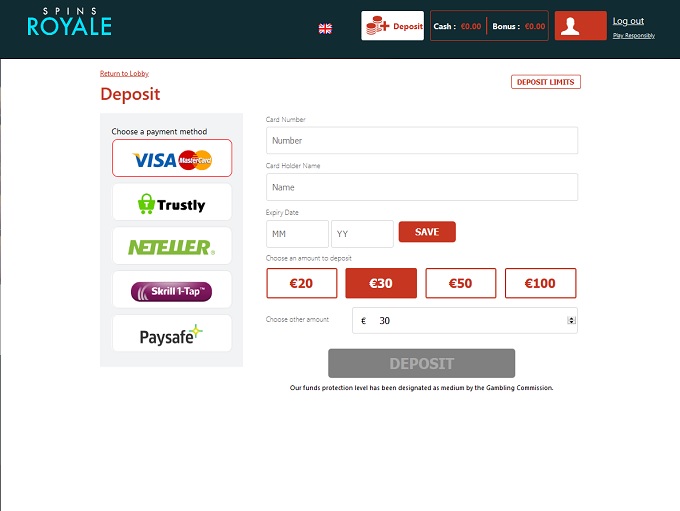 SPINS
ROYALE
Deposit
Cash : €0.00
Bonus : €0.00
Log out
Play Responsibly
Return to Lobby
Deposit
DEPOSIT LIMITS
Choose a payment method
VISA MasterCard
Trustly
NETELLER®
Skrill 1-Tap™
Paysafe
Card Number
Number
Card Holder Name
Name
Expiry Date
MM YY SAVE
Choose an amount to deposit
€20 €30 €50 €100
Choose other amount € 30
DEPOSIT
Our funds protection level has been designated as medium by the Gambling Commission.